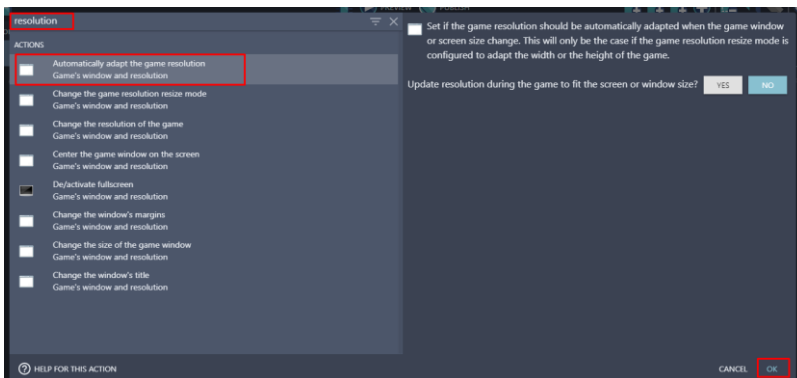 PREVIEW PUBLISH
resolution
ACTIONS
Automatically adapt the game resolution
Game's window and resolution
Change the game resolution resize mode
Game's window and resolution
Change the resolution of the game
Game's window and resolution
Center the game window on the screen
Game's window and resolution
De/activate fullscreen
Game's window and resolution
Change the window's margins
Game's window and resolution
Change the size of the game window
Game's window and resolution
Change the window's title
Game's window and resolution
HELP FOR THIS ACTION
Set if the game resolution should be automatically adapted when the game window
or screen size change. This will only be the case if the game resolution resize mode is
configured to adapt the width or the height of the game.
Update resolution during the game to fit the screen or window size? YES NO
CANCEL OK